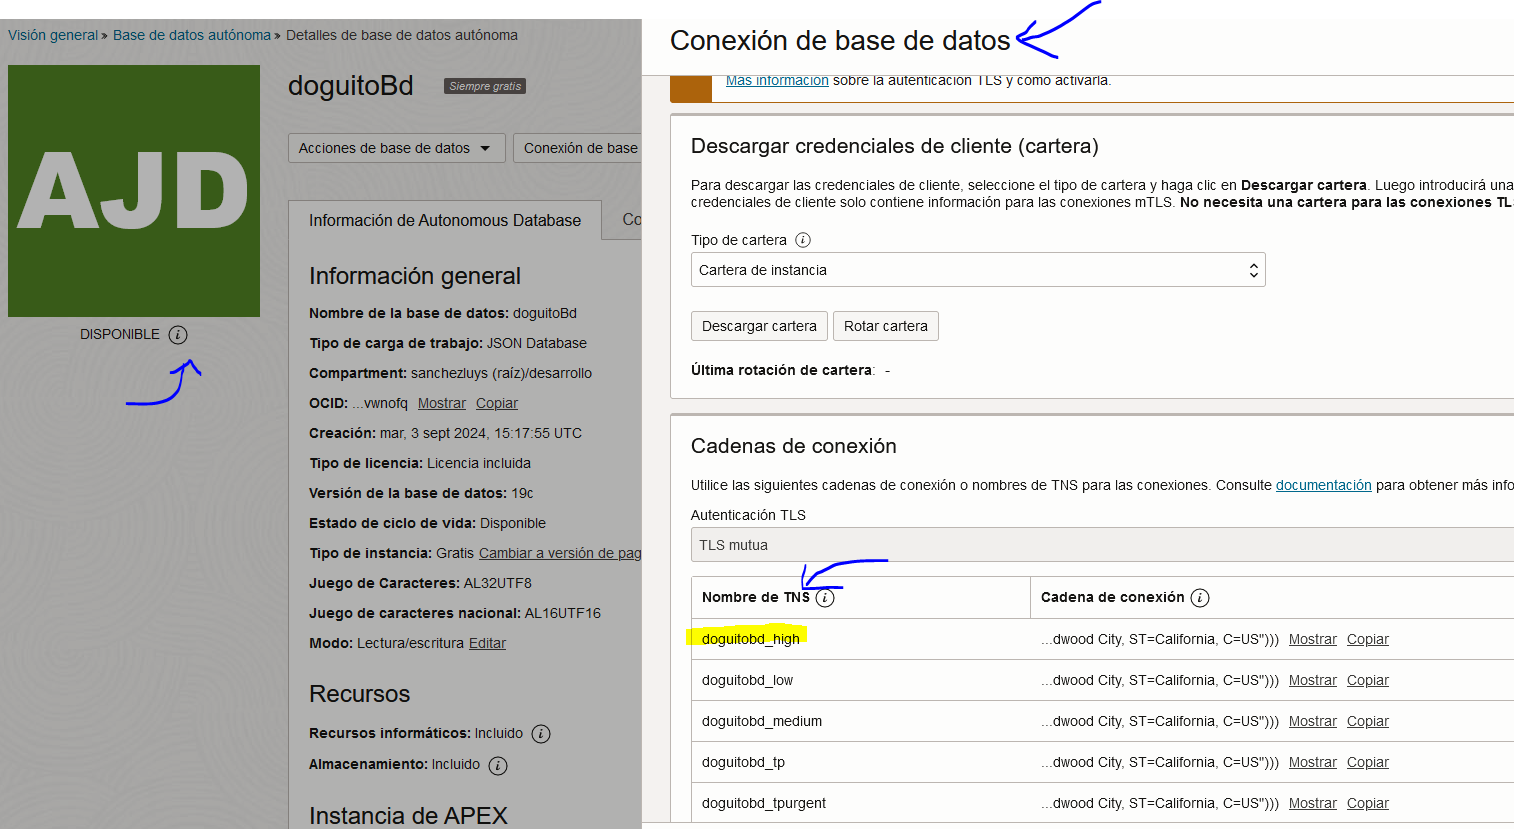 Visión general » Base de datos autónoma » Detalles de base de datos autónoma
AJD
DISPONIBLE
doguitoBd Siempre gratis
Acciones de base de datos
Conexión de base
Información de Autonomous Database
Co
Información general
Nombre de la base de datos: doguitoBd
Tipo de carga de trabajo: JSON Database
Compartment: sanchezluys (raíz)/desarrollo
OCID: ...vwnofq Mostrar Copiar
Creación: mar, 3 sept 2024, 15:17:55 UTC
Tipo de licencia: Licencia incluida
Versión de la base de datos: 19c
Estado de ciclo de vida: Disponible
Tipo de instancia: Gratis Cambiar a versión de pag
Juego de Caracteres: AL32UTF8
Juego de caracteres nacional: AL16UTF16
Modo: Lectura/escritura Editar
Recursos
Recursos informáticos: Incluido
Almacenamiento: Incluido
Instancia de APEX
Conexión de base de datos
Más información sobre la autenticación TLS y cómo activarla.
Descargar credenciales de cliente (cartera)
Para descargar las credenciales de cliente, seleccione el tipo de cartera y haga clic en Descargar cartera. Luego introducirá una
credenciales de cliente solo contiene información para las conexiones mTLS. No necesita una cartera para las conexiones TLS
Tipo de cartera
Cartera de instancia
Descargar cartera
Rotar cartera
Última rotación de cartera: -
Cadenas de conexión
Utilice las siguientes cadenas de conexión o nombres de TNS para las conexiones. Consulte documentación para obtener más info
Autenticación TLS
TLS mutua
Nombre de TNS Cadena de conexión
doguitobd_high ...dwood City, ST=California, C=US"))) Mostrar Copiar
doguitobd_low ...dwood City, ST=California, C=US"))) Mostrar Copiar
doguitobd_medium ...dwood City, ST=California, C=US"))) Mostrar Copiar
doguitobd_tp ...dwood City, ST=California, C=US"))) Mostrar Copiar
doguitobd_tpurgent ...dwood City, ST=California, C=US"))) Mostrar Copiar